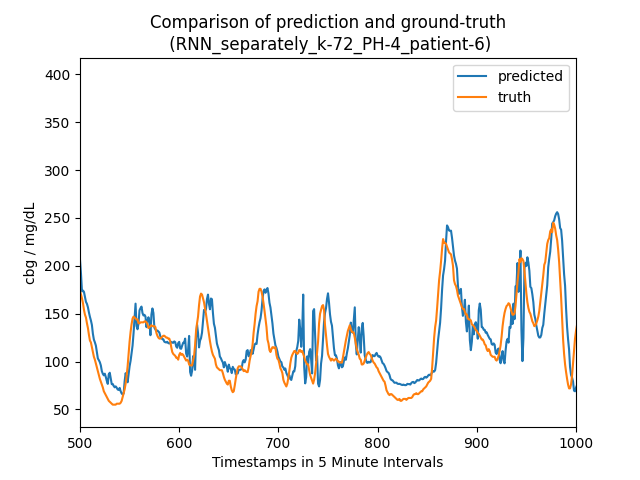 Comparison of prediction and ground-truth
(RNN_separately_k-72_PH-4_patient-6)
predicted
truth
cbg / mg/dL
400
350
300
250
200
150
100
50
500
600
700
800
900
1000
Timestamps in 5 Minute Intervals